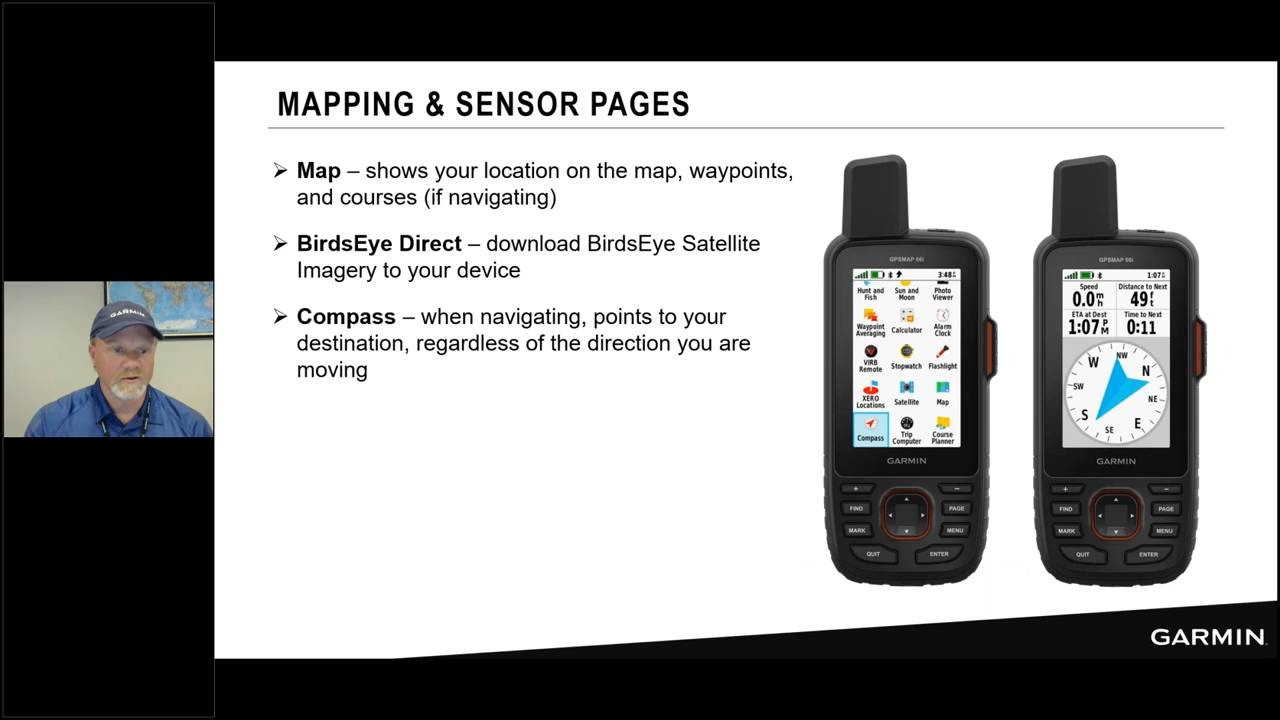 MAPPING & SENSOR PAGES
➢ Map – shows your location on the map, waypoints,
and courses (if navigating)
➢ BirdsEye Direct – download BirdsEye Satellite
Imagery to your device
➢ Compass – when navigating, points to your
destination, regardless of the direction you are
moving
GARMIN
GPSMAP 66i
3:48
Hunt and Fish
Sun and Moon
Photo Viewer
Waypoint Averaging
Calculator
Alarm Clock
VIRB Remote
Stopwatch
Flashlight
XERO Locations
Satellite
Map
Compass
Trip Computer
Course Planner
GARMIN
+ −
FIND PAGE
MARK MENU
QUIT ENTER
GPSMAP 66i
1:07
Speed Distance to Next
0.0 m/h 49 ft
ETA at Dest Time to Next
1:07 PM 0:11
NW
W N
SW NE
S E
SE
GARMIN
+ −
FIND PAGE
MARK MENU
QUIT ENTER
GARMIN